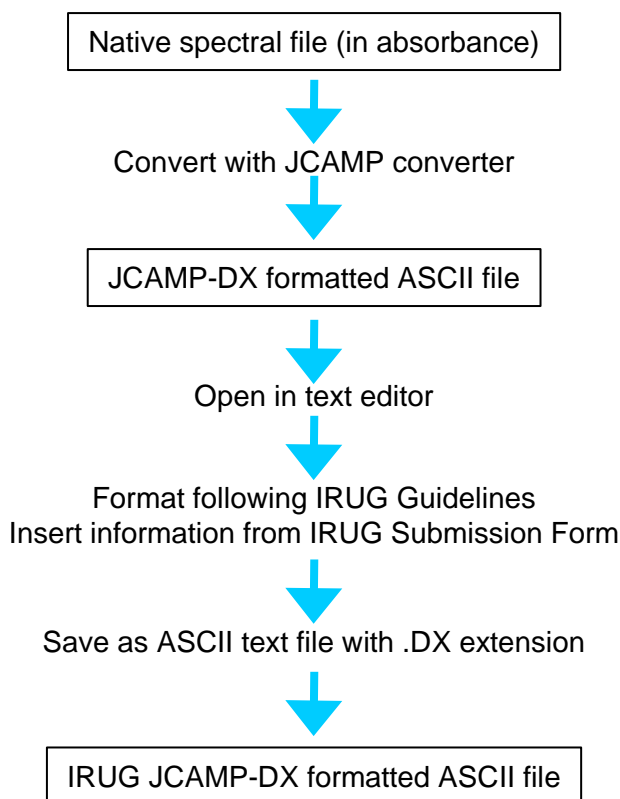 Native spectral file (in absorbance)
Convert with JCAMP converter
JCAMP-DX formatted ASCII file
Open in text editor
Format following IRUG Guidelines
Insert information from IRUG Submission Form
Save as ASCII text file with .DX extension
IRUG JCAMP-DX formatted ASCII file